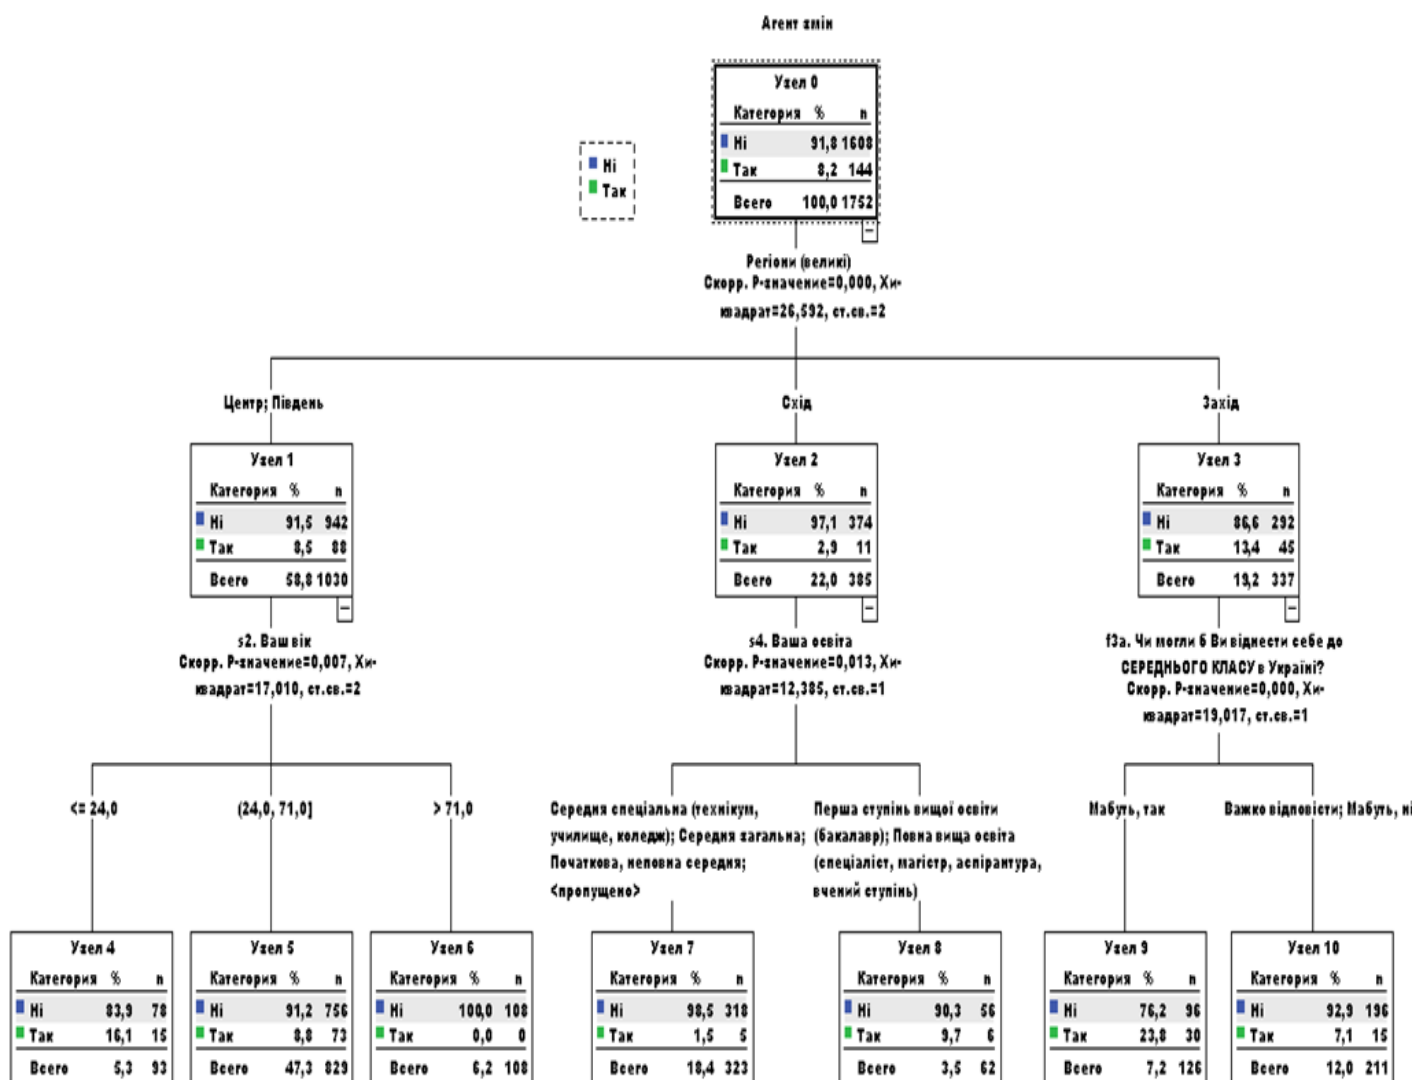 Агент змін
Узел 0
Категория % n
Ні 91,8 1608
Так 8,2 144
Всего 100,0 1752
Ні
Так
Регіони (великі)
Скорр. P-значение=0,000, Хи-
квадрат=26,592, ст.св.=2
Центр; Південь
Схід
Захід
Узел 1
Категория % n
Ні 91,5 942
Так 8,5 88
Всего 58,8 1030
Узел 2
Категория % n
Ні 97,1 374
Так 2,9 11
Всего 22,0 385
Узел 3
Категория % n
Ні 86,6 292
Так 13,4 45
Всего 19,2 337
s2. Ваш вік
Скорр. P-значение=0,007, Хи-
квадрат=17,010, ст.св.=2
s4. Ваша освіта
Скорр. P-значение=0,013, Хи-
квадрат=12,385, ст.св.=1
f3a. Чи могли б Ви віднести себе до
СЕРЕДНЬОГО КЛАСУ в Україні?
Скорр. P-значение=0,000, Хи-
квадрат=19,017, ст.св.=1
<= 24,0
(24,0, 71,0]
> 71,0
Середня спеціальна (технікум,
училище, коледж); Середня загальна;
Початкова, неповна середня;
<пропущено>
Перша ступінь вищої освіти
(бакалавр); Повна вища освіта
(спеціаліст, магістр, аспірантура,
вчений ступінь)
Мабуть, так
Важко відповісти; Мабуть, ні
Узел 4
Категория % n
Ні 83,9 78
Так 16,1 15
Всего 5,3 93
Узел 5
Категория % n
Ні 91,2 756
Так 8,8 73
Всего 47,3 829
Узел 6
Категория % n
Ні 100,0 108
Так 0,0 0
Всего 6,2 108
Узел 7
Категория % n
Ні 98,5 318
Так 1,5 5
Всего 18,4 323
Узел 8
Категория % n
Ні 90,3 56
Так 9,7 6
Всего 3,5 62
Узел 9
Категория % n
Ні 76,2 96
Так 23,8 30
Всего 7,2 126
Узел 10
Категория % n
Ні 92,9 196
Так 7,1 15
Всего 12,0 211